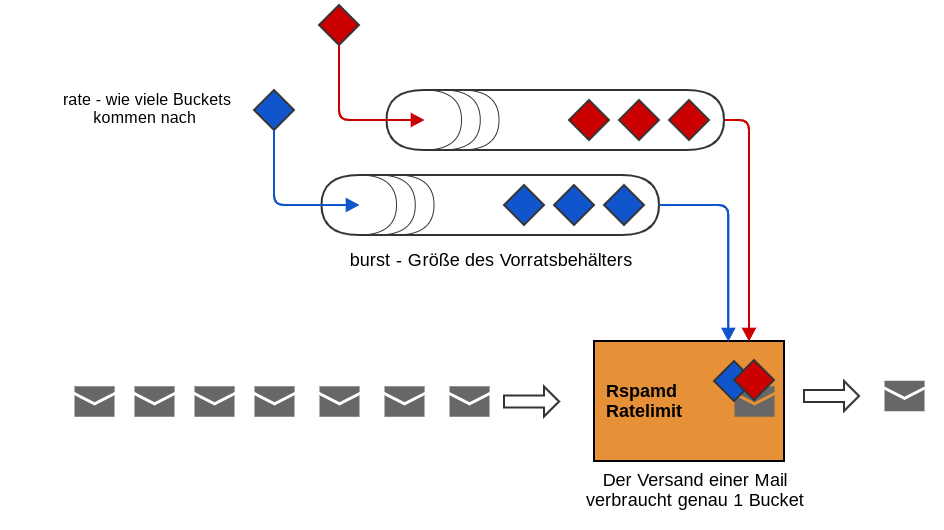 rate - wie viele Buckets
kommen nach
burst - Größe des Vorratsbehälters
Rspamd
Ratelimit
Der Versand einer Mail
verbraucht genau 1 Bucket